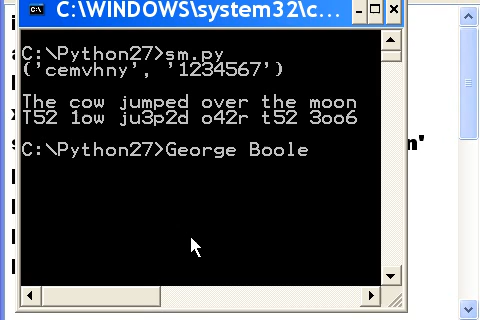 C:\WINDOWS\system32\c...
C:\Python27>sm.py
('cemvhny', '1234567')
The cow jumped over the moon
T52 1ow ju3p2d o42r t52 3oo6
C:\Python27>George Boole
n'